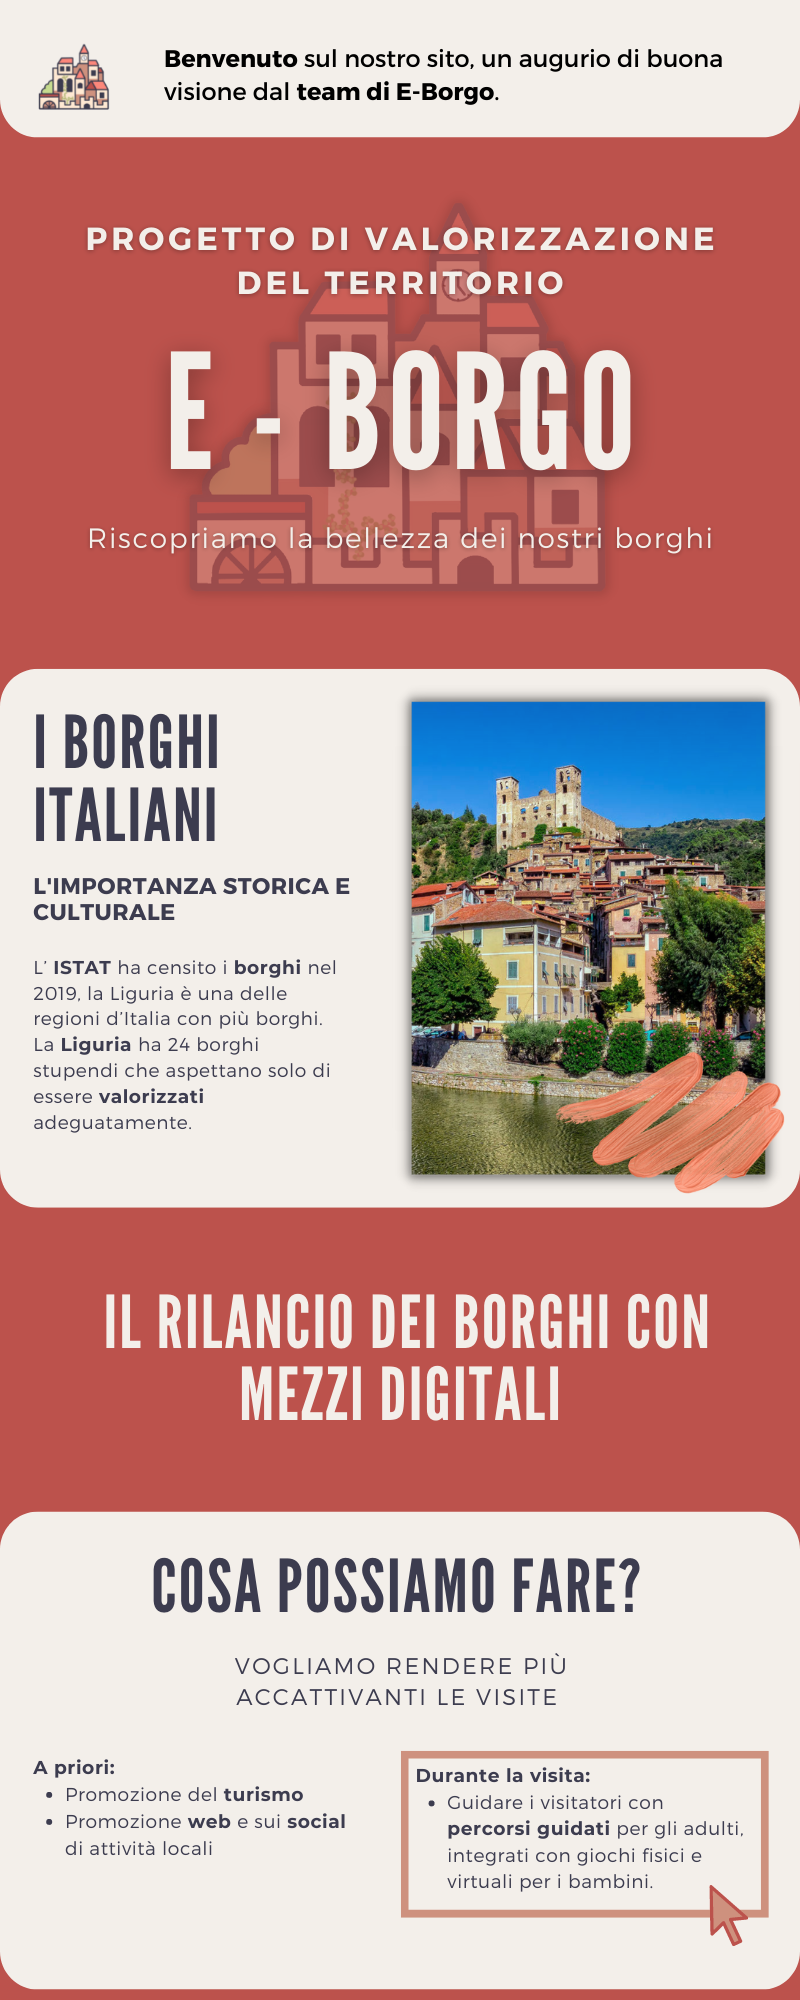 Benvenuto sul nostro sito, un augurio di buona
visione dal team di E-Borgo.
PROGETTO DI VALORIZZAZIONE
DEL TERRITORIO
E - BORGO
Riscopriamo la bellezza dei nostri borghi
I BORGHI
ITALIANI
L'IMPORTANZA STORICA E
CULTURALE
L' ISTAT ha censito i borghi nel
2019, la Liguria è una delle
regioni d'Italia con più borghi.
La Liguria ha 24 borghi
stupendi che aspettano solo di
essere valorizzati
adeguatamente.
IL RILANCIO DEI BORGHI CON
MEZZI DIGITALI
COSA POSSIAMO FARE?
VOGLIAMO RENDERE PIÙ
ACCATTIVANTI LE VISITE
A priori:
• Promozione del turismo
• Promozione web e sui social
di attività locali
Durante la visita:
• Guidare i visitatori con
percorsi guidati per gli adulti,
integrati con giochi fisici e
virtuali per i bambini.